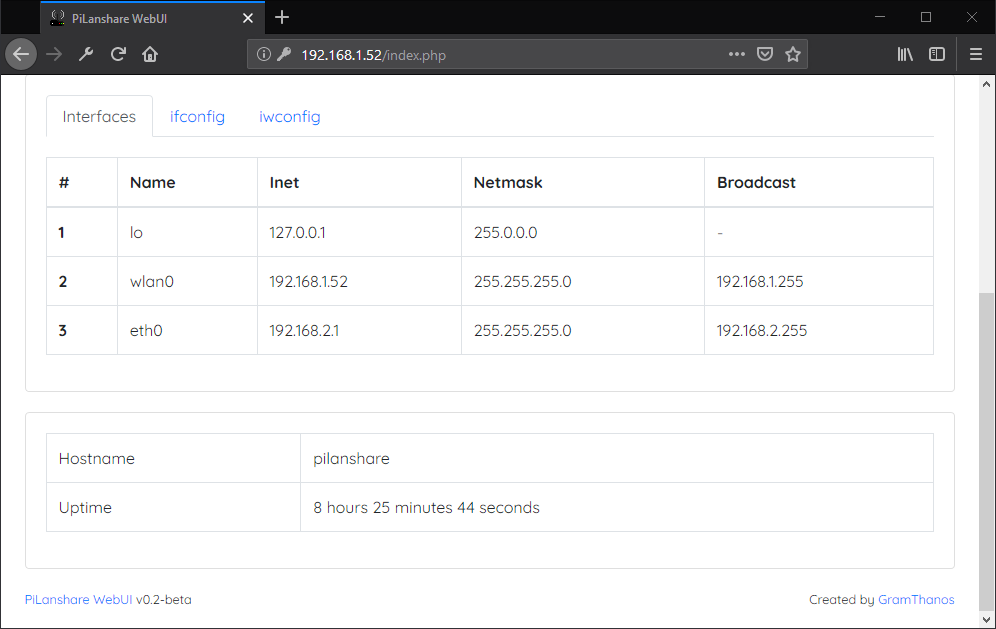 PiLanshare WebUI
192.168.1.52/index.php
Interfaces ifconfig iwconfig
# Name Inet Netmask Broadcast
1 lo 127.0.0.1 255.0.0.0 -
2 wlan0 192.168.1.52 255.255.255.0 192.168.1.255
3 eth0 192.168.2.1 255.255.255.0 192.168.2.255
Hostname pilanshare
Uptime 8 hours 25 minutes 44 seconds
PiLanshare WebUI v0.2-beta Created by GramThanos